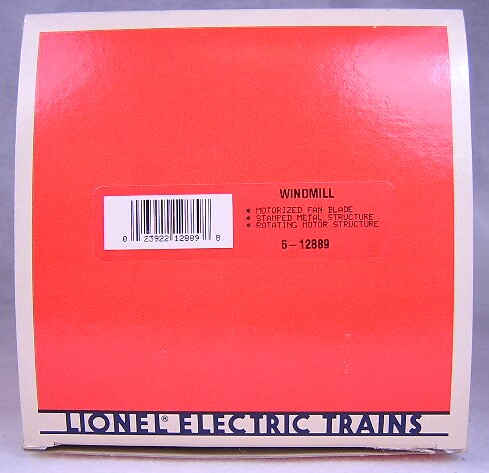 WINDMILL
* MOTORIZED FAN BLADE
* STAMPED METAL STRUCTURE
* ROTATING MOTOR STRUCTURE
6-12889
0 23922 12889 8
LIONEL® ELECTRIC TRAINS